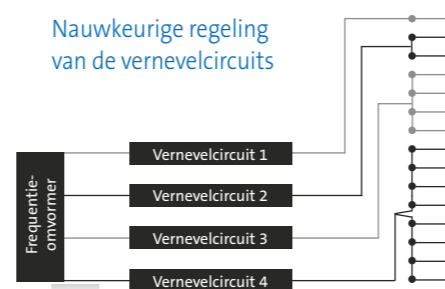 Nauwkeurige regeling
van de vernevelcircuits
Frequentie-
omvormer
Vernevelcircuit 1
Vernevelcircuit 2
Vernevelcircuit 3
Vernevelcircuit 4